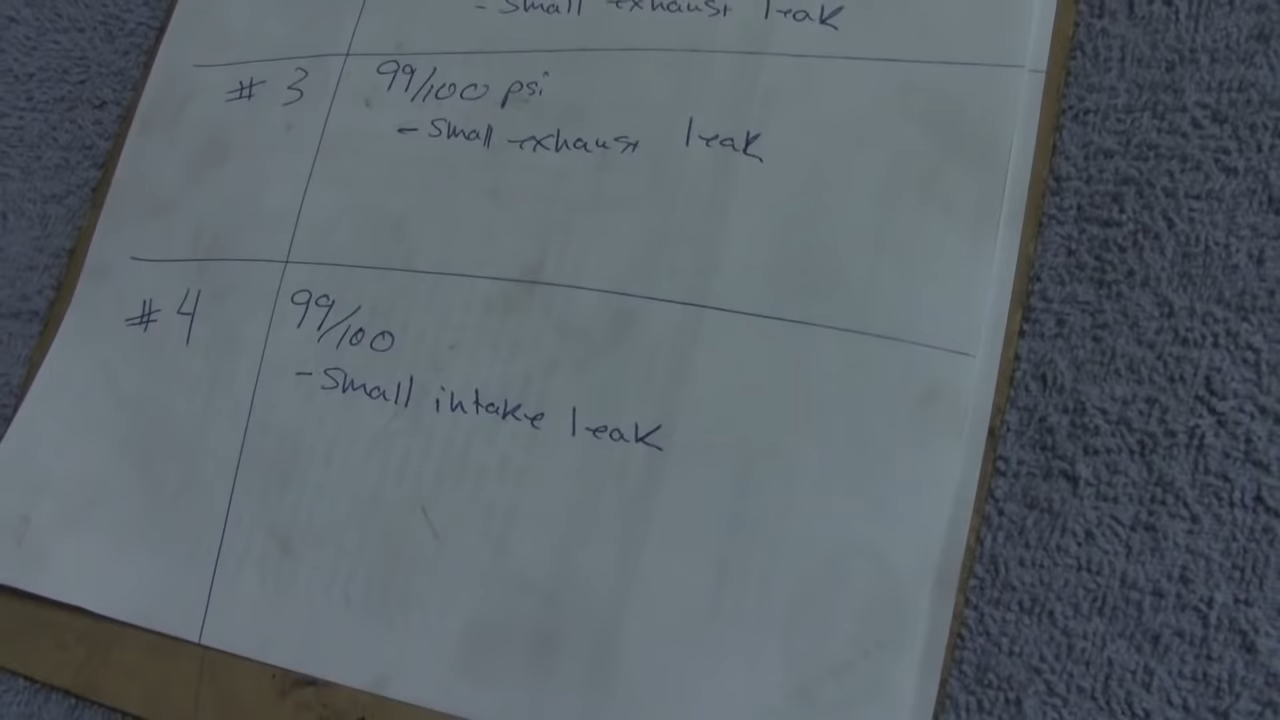 - Small exhaust leak
# 3 99/100 psi
- Small exhaust leak
# 4 99/100
- Small intake leak